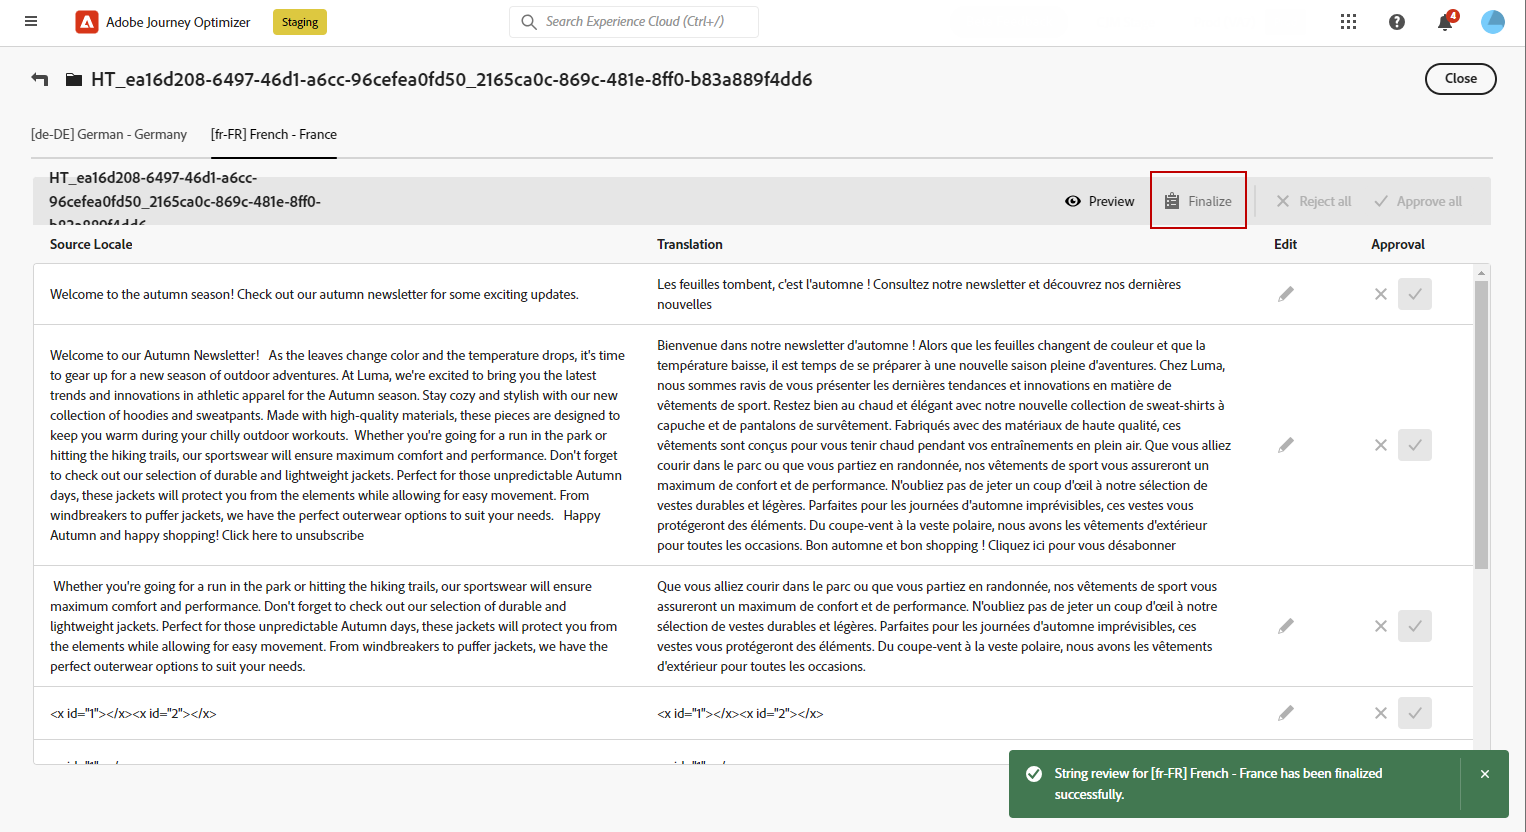 Adobe Journey Optimizer
Staging
Search Experience Cloud (Ctrl+/)
4
HT_ea16d208-6497-46d1-a6cc-96cefea0fd50_2165ca0c-869c-481e-8ff0-b83a889f4dd6
Close
[de-DE] German - Germany
[fr-FR] French - France
HT_ea16d208-6497-46d1-a6cc-
96cefea0fd50_2165ca0c-869c-481e-8ff0-
b83a889f4dd6
Preview
Finalize
Reject all
Approve all
Source Locale
Translation
Edit
Approval
Welcome to the autumn season! Check out our autumn newsletter for some exciting updates.
Les feuilles tombent, c'est l'automne ! Consultez notre newsletter et découvrez nos dernières
nouvelles
Welcome to our Autumn Newsletter!   As the leaves change color and the temperature drops, it's time
to gear up for a new season of outdoor adventures. At Luma, we're excited to bring you the latest
trends and innovations in athletic apparel for the Autumn season. Stay cozy and stylish with our new
collection of hoodies and sweatpants. Made with high-quality materials, these pieces are designed to
keep you warm during your chilly outdoor workouts.  Whether you're going for a run in the park or
hitting the hiking trails, our sportswear will ensure maximum comfort and performance. Don't forget
to check out our selection of durable and lightweight jackets. Perfect for those unpredictable Autumn
days, these jackets will protect you from the elements while allowing for easy movement. From
windbreakers to puffer jackets, we have the perfect outerwear options to suit your needs.   Happy
Autumn and happy shopping! Click here to unsubscribe
Bienvenue dans notre newsletter d'automne ! Alors que les feuilles changent de couleur et que la
température baisse, il est temps de se préparer à une nouvelle saison pleine d'aventures. Chez Luma,
nous sommes ravis de vous présenter les dernières tendances et innovations en matière de
vêtements de sport. Restez bien au chaud et élégant avec notre nouvelle collection de sweat-shirts à
capuche et de pantalons de survêtement. Fabriqués avec des matériaux de haute qualité, ces
vêtements sont conçus pour vous tenir chaud pendant vos entraînements en plein air. Que vous alliez
courir dans le parc ou que vous partiez en randonnée, nos vêtements de sport vous assureront un
maximum de confort et de performance. N'oubliez pas de jeter un coup d'œil à notre sélection de
vestes durables et légères. Parfaites pour les journées d'automne imprévisibles, ces vestes vous
protégeront des éléments. Du coupe-vent à la veste polaire, nous avons les vêtements d'extérieur
pour toutes les occasions. Bon automne et bon shopping ! Cliquez ici pour vous désabonner
Whether you're going for a run in the park or hitting the hiking trails, our sportswear will ensure
maximum comfort and performance. Don't forget to check out our selection of durable and
lightweight jackets. Perfect for those unpredictable Autumn days, these jackets will protect you from
the elements while allowing for easy movement. From windbreakers to puffer jackets, we have the
perfect outerwear options to suit your needs.
Que vous alliez courir dans le parc ou que vous partiez en randonnée, nos vêtements de sport vous
assureront un maximum de confort et de performance. N'oubliez pas de jeter un coup d'œil à notre
sélection de vestes durables et légères. Parfaites pour les journées d'automne imprévisibles, ces
vestes vous protégeront des éléments. Du coupe-vent à la veste polaire, nous avons les vêtements
d'extérieur pour toutes les occasions.
<x id="1"></x><x id="2"></x>
<x id="1"></x><x id="2"></x>
String review for [fr-FR] French - France has been finalized
successfully.